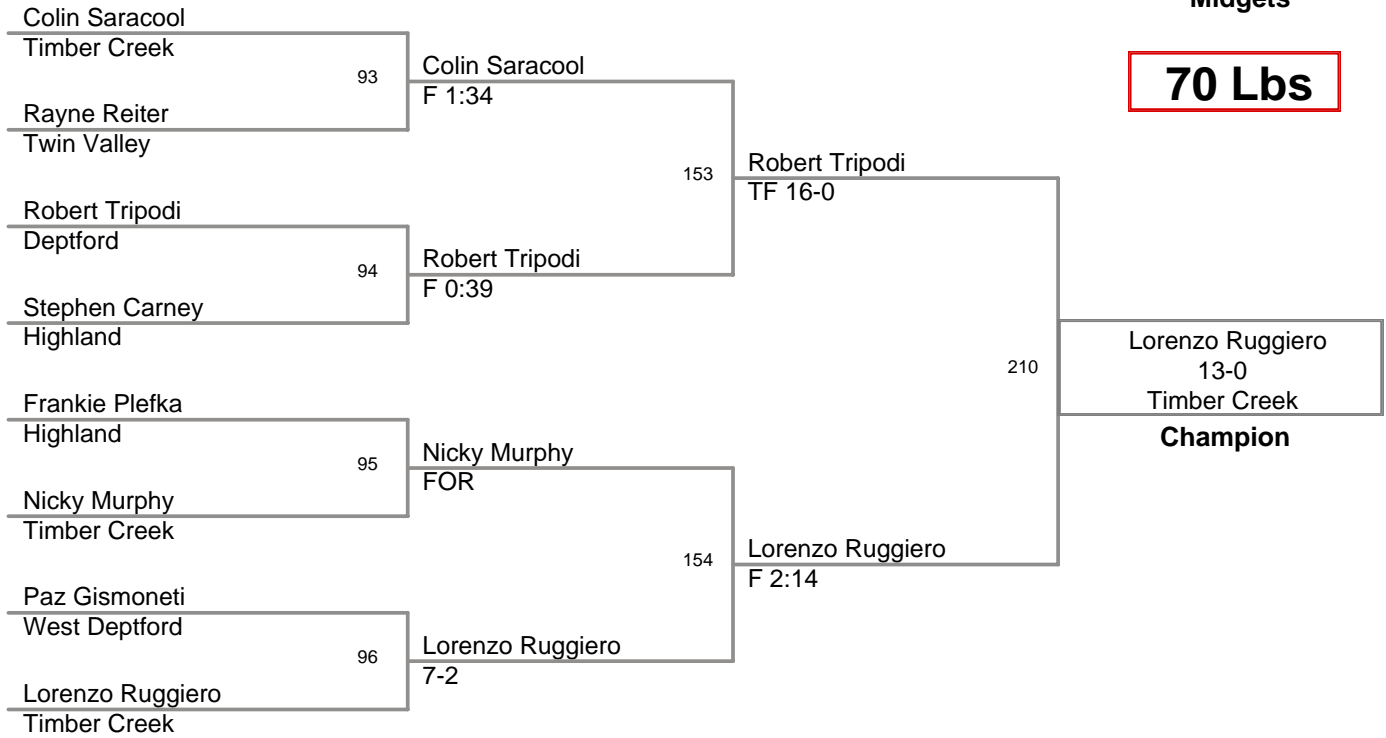 Midgets
70 Lbs
Colin Saracool
Timber Creek
93
Rayne Reiter
Twin Valley
Robert Tripodi
Deptford
94
Stephen Carney
Highland
Frankie Plefka
Highland
95
Nicky Murphy
Timber Creek
Paz Gismoneti
West Deptford
96
Lorenzo Ruggiero
Timber Creek
Colin Saracool
F 1:34
153
Robert Tripodi
F 0:39
Nicky Murphy
FOR
154
Lorenzo Ruggiero
7-2
Robert Tripodi
TF 16-0
210
Lorenzo Ruggiero
F 2:14
Lorenzo Ruggiero
13-0
Timber Creek
Champion